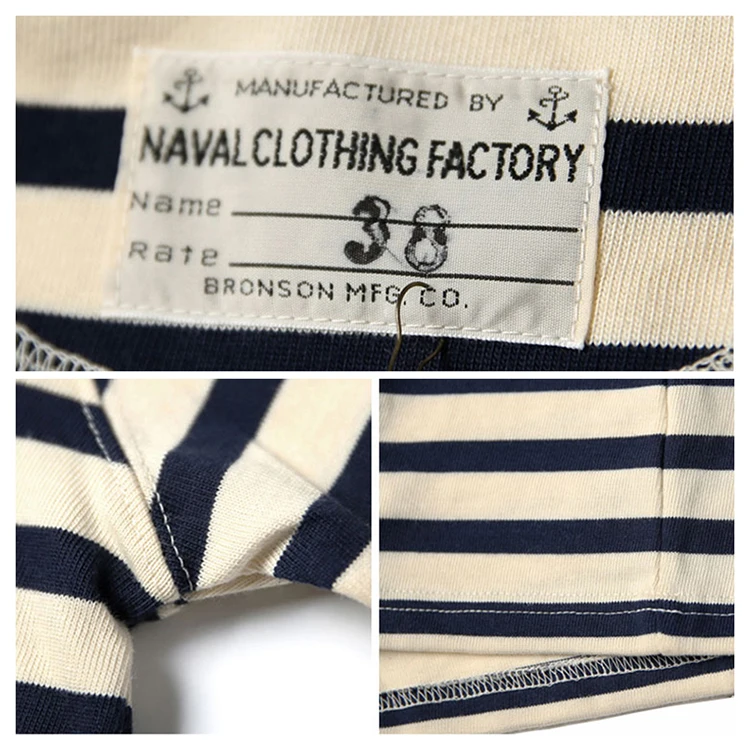 MANUFACTURED BY
NAVAL CLOTHING FACTORY
Name
38
Rate
BRONSON MFG. CO.